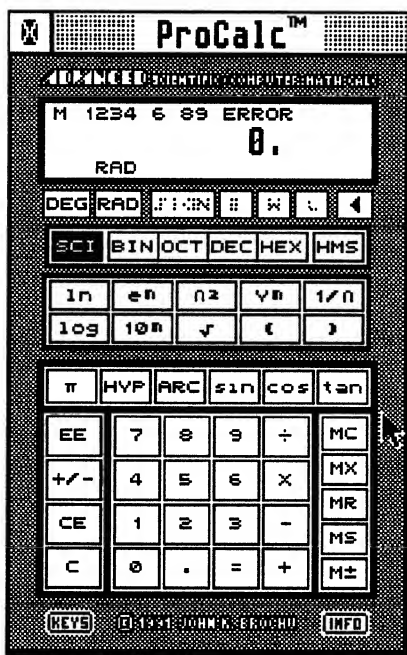 ProCalc™
ADVANCED SCIENTIFIC/COMPUTER MATH CALC
M 1234 6 89 ERROR
0.
RAD
DEG RAD
SCI BIN OCT DEC HEX HMS
ln eⁿ n² yⁿ 1/n
log 10ⁿ √ ( )
π HYP ARC sin cos tan
EE 7 8 9 ÷ MC
+/- 4 5 6 × MX
MR
CE 1 2 3 - MS
C 0 . = + M±
KEYS © 1991 JOHN K. BROCHU INFO